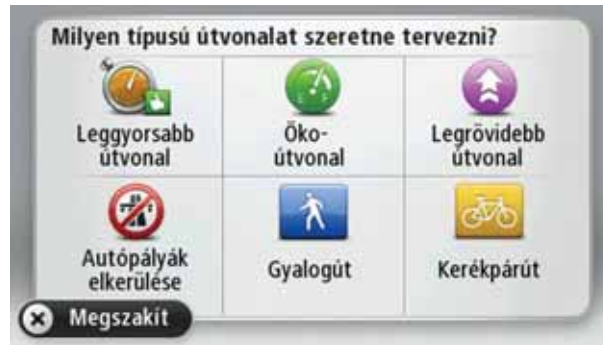 Milyen típusú útvonalat szeretne tervezni?
Leggyorsabb
útvonal
Öko-
útvonal
Legrövidebb
útvonal
Autópályák
elkerülése
Gyalogút
Kerékpárút
Megszakít